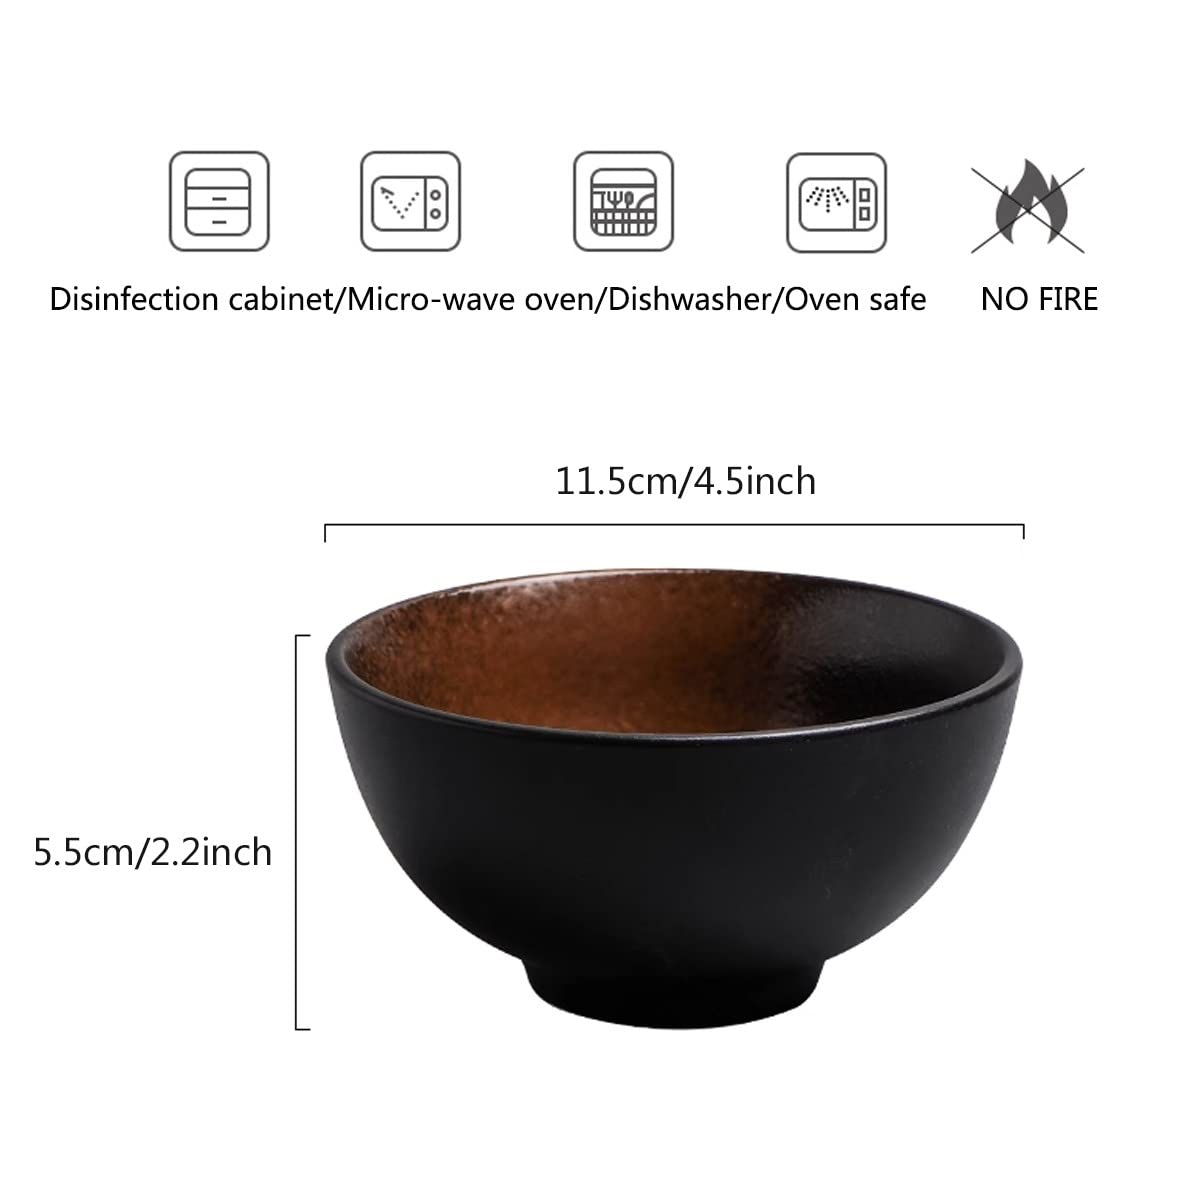 Disinfection cabinet/Micro-wave oven/Dishwasher/Oven safe NO FIRE
11.5cm/4.5inch
5.5cm/2.2inch